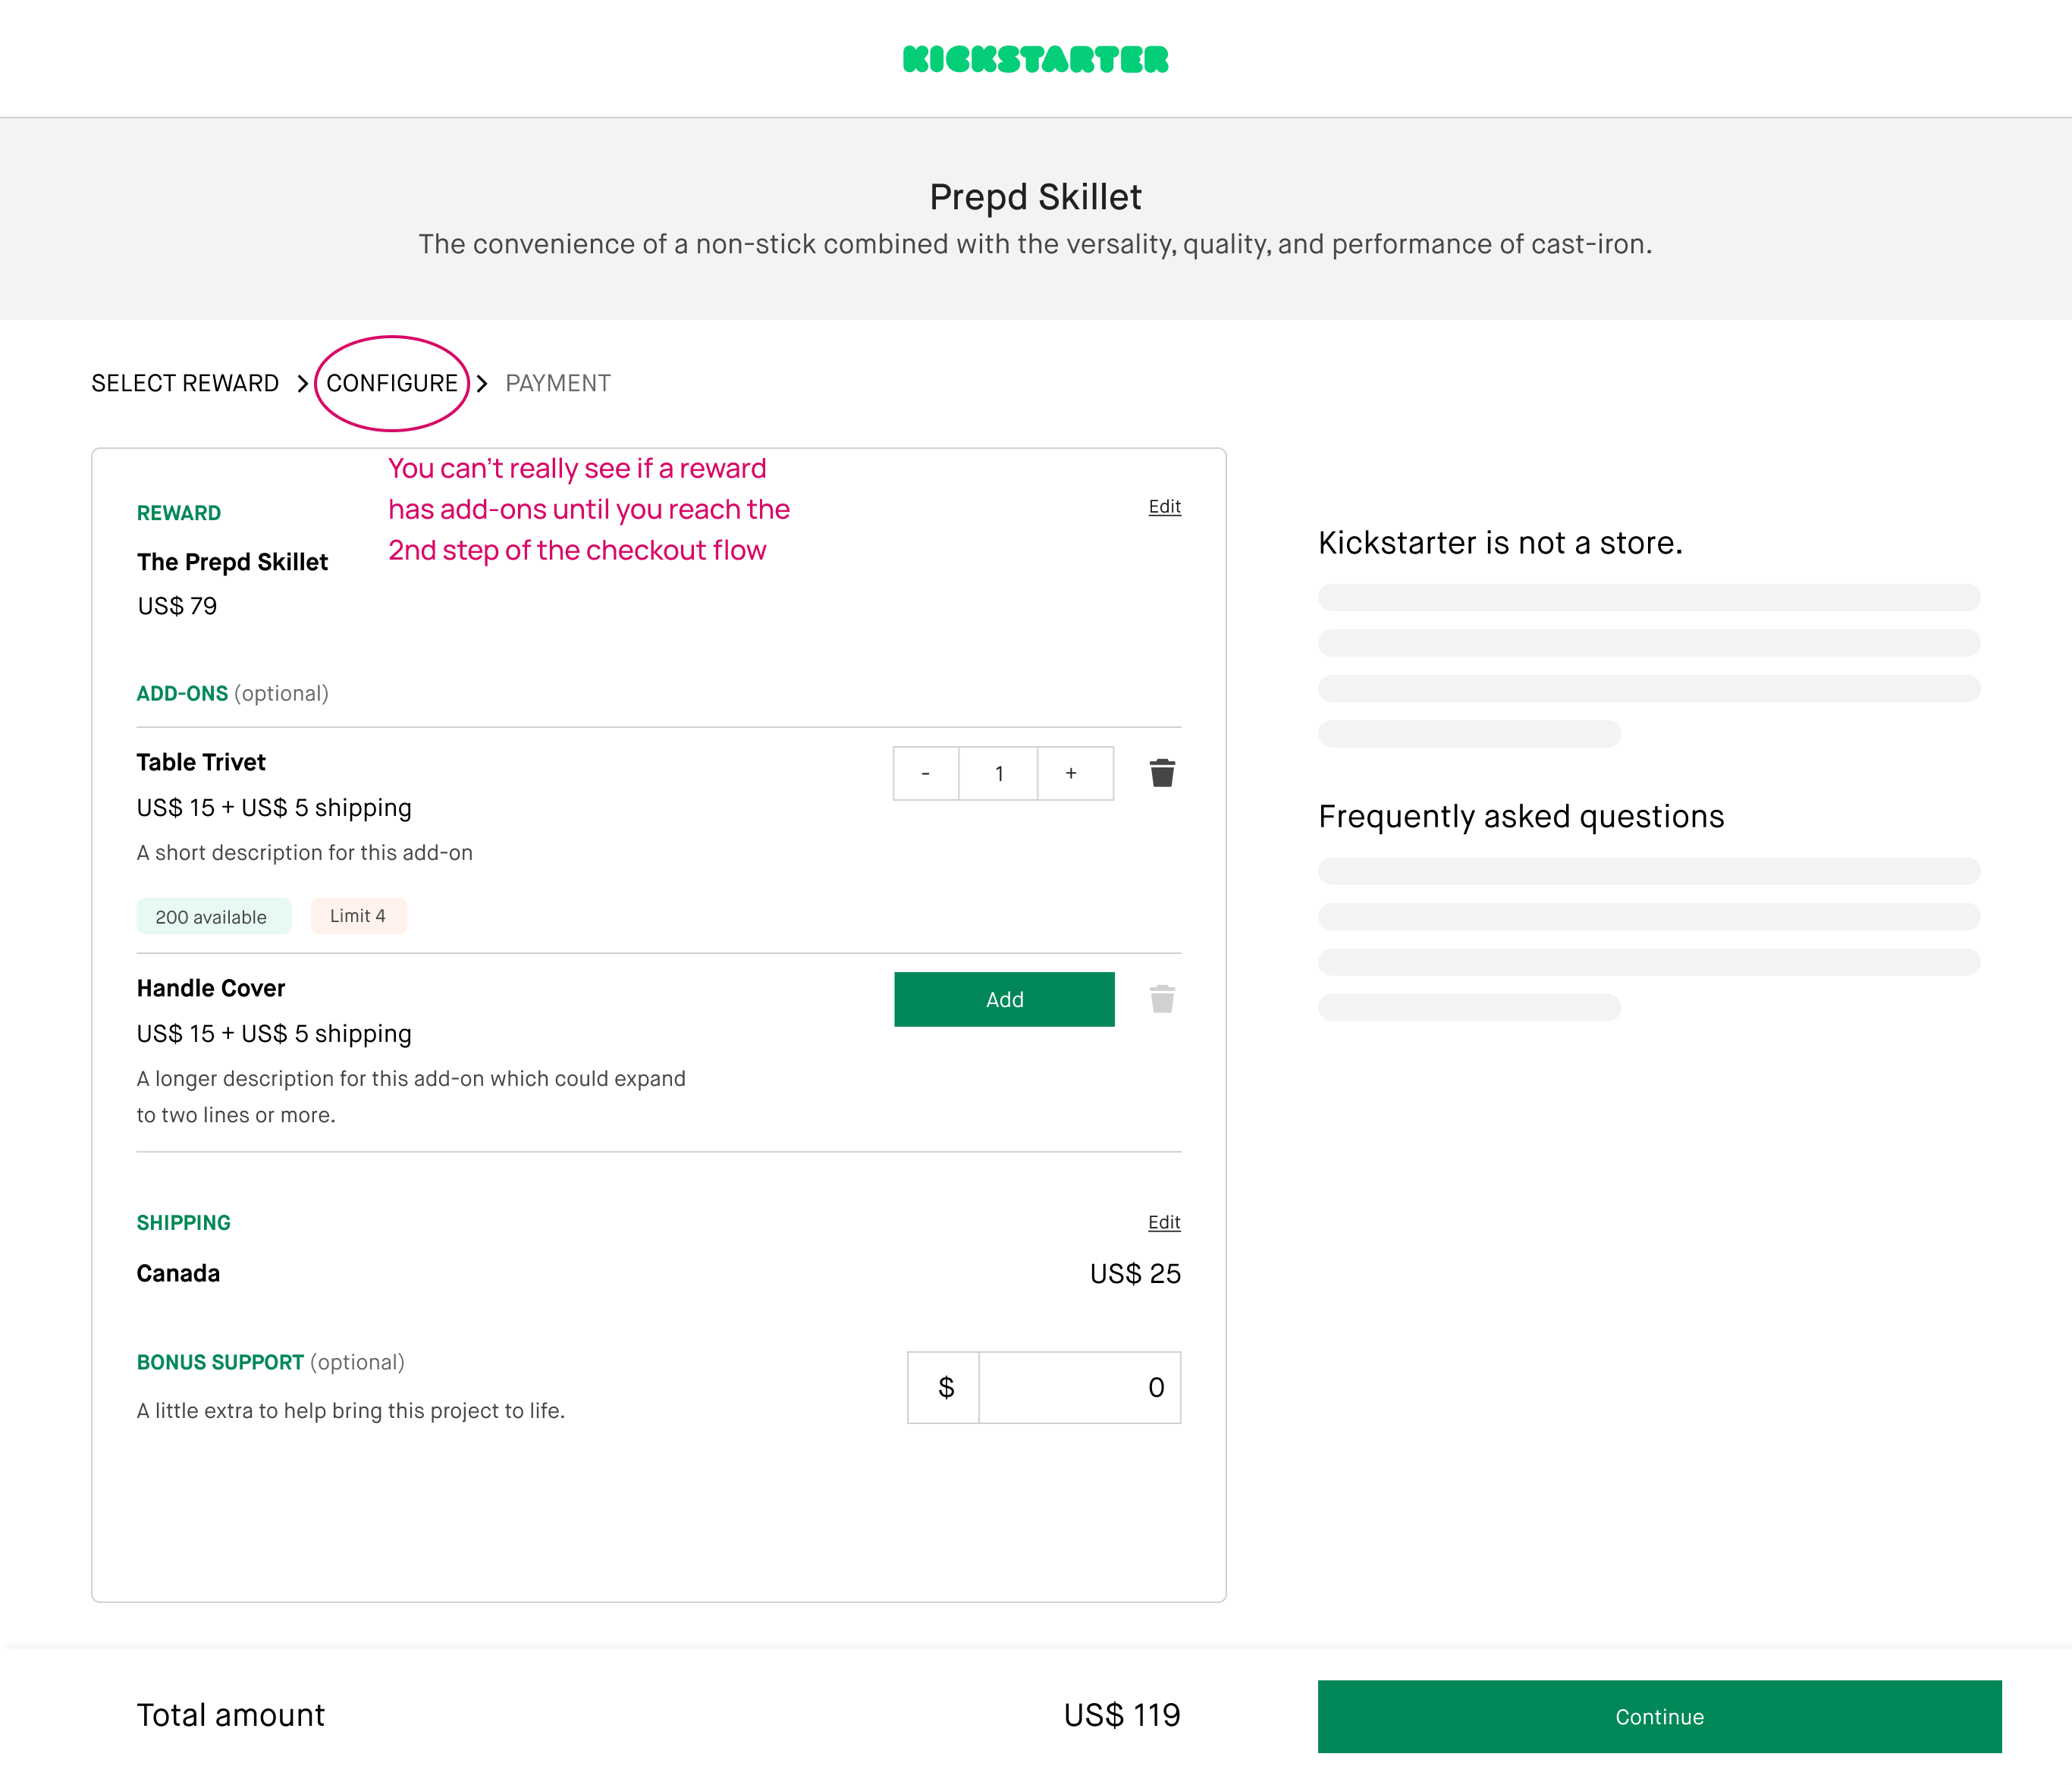 KICKSTARTER
Prepd Skillet
The convenience of a non-stick combined with the versality, quality, and performance of cast-iron.
SELECT REWARD > CONFIGURE > PAYMENT
You can't really see if a reward
has add-ons until you reach the
2nd step of the checkout flow
REWARD
Edit
The Prepd Skillet
US$ 79
ADD-ONS (optional)
Table Trivet
- 1 +
US$ 15 + US$ 5 shipping
A short description for this add-on
200 available
Limit 4
Handle Cover
Add
US$ 15 + US$ 5 shipping
A longer description for this add-on which could expand
to two lines or more.
SHIPPING
Edit
Canada
US$ 25
BONUS SUPPORT (optional)
$ 0
A little extra to help bring this project to life.
Kickstarter is not a store.
Frequently asked questions
Total amount
US$ 119
Continue